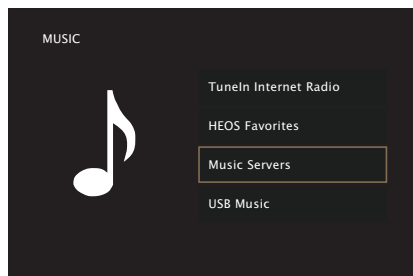 MUSIC
TuneIn Internet Radio
HEOS Favorites
Music Servers
USB Music